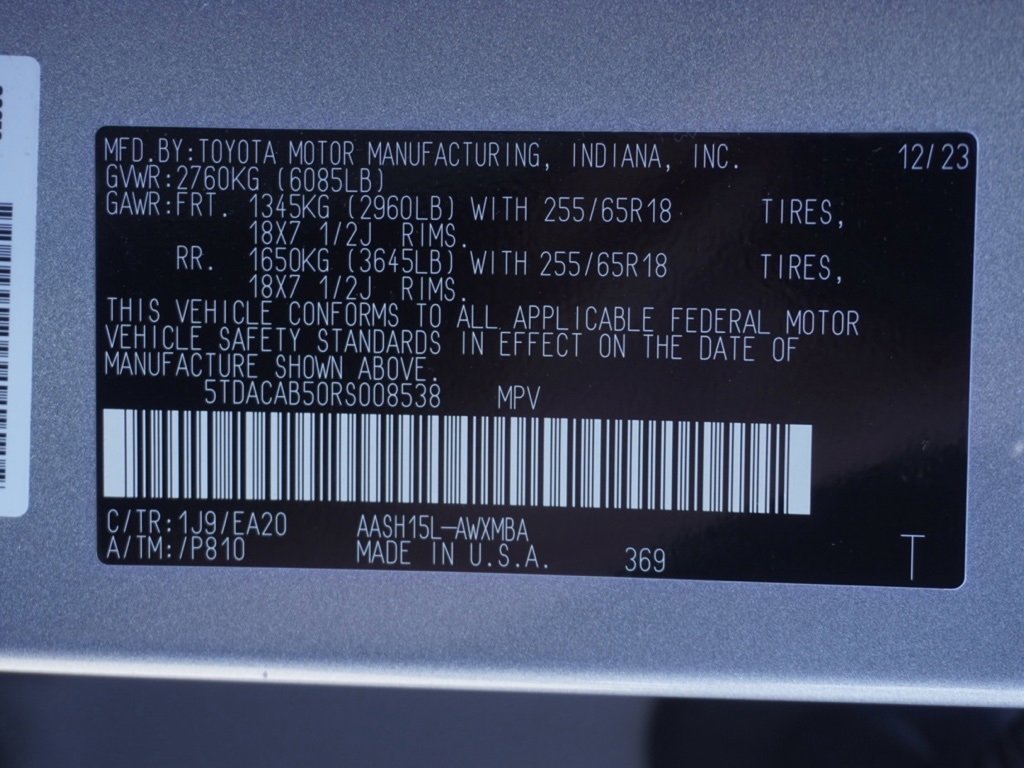 MFD.BY:TOYOTA MOTOR MANUFACTURING, INDIANA, INC. 12/23
GVWR:2760KG (6085LB)
GAWR:FRT. 1345KG (2960LB) WITH 255/65R18 TIRES,
18X7 1/2J RIMS.
RR. 1650KG (3645LB) WITH 255/65R18 TIRES,
18X7 1/2J RIMS.
THIS VEHICLE CONFORMS TO ALL APPLICABLE FEDERAL MOTOR
VEHICLE SAFETY STANDARDS IN EFFECT ON THE DATE OF
MANUFACTURE SHOWN ABOVE.
5TDACAB50RS008538 MPV
C/TR:1J9/EA20 AASH15L-AWXMBA
A/TM:/P810 MADE IN U.S.A. 369 T